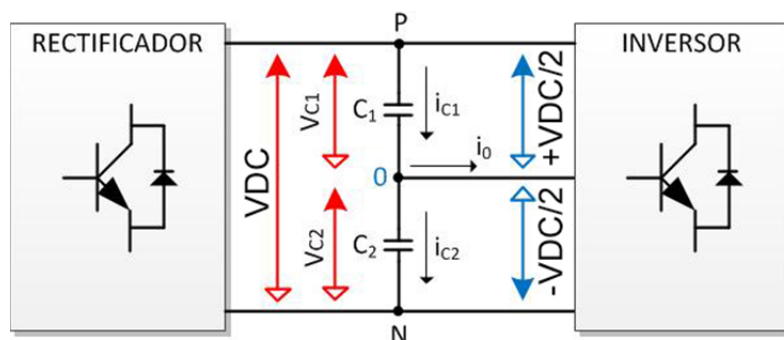 RECTIFICADOR
P
INVERSOR
VDC
VC1
C1
iC1
+VDC/2
i0
0
VC2
C2
iC2
-VDC/2
N